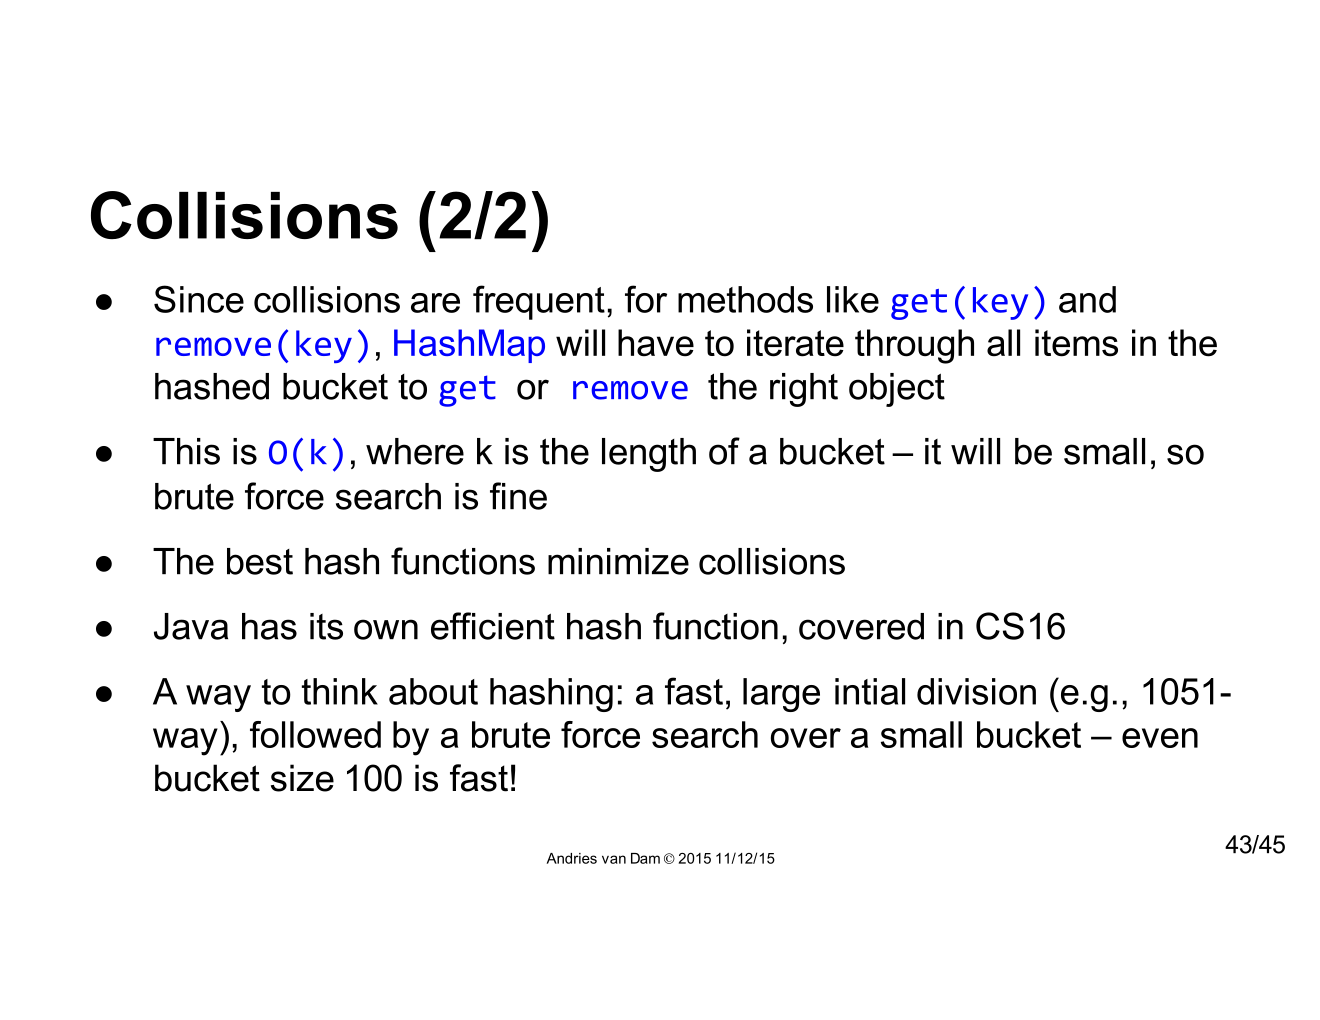 Collisions (2/2)
● Since collisions are frequent, for methods like get(key) and
remove(key), HashMap will have to iterate through all items in the
hashed bucket to get or remove the right object
● This is O(k), where k is the length of a bucket – it will be small, so
brute force search is fine
● The best hash functions minimize collisions
● Java has its own efficient hash function, covered in CS16
● A way to think about hashing: a fast, large intial division (e.g., 1051-
way), followed by a brute force search over a small bucket – even
bucket size 100 is fast!
43/45
Andries van Dam © 2015 11/12/15